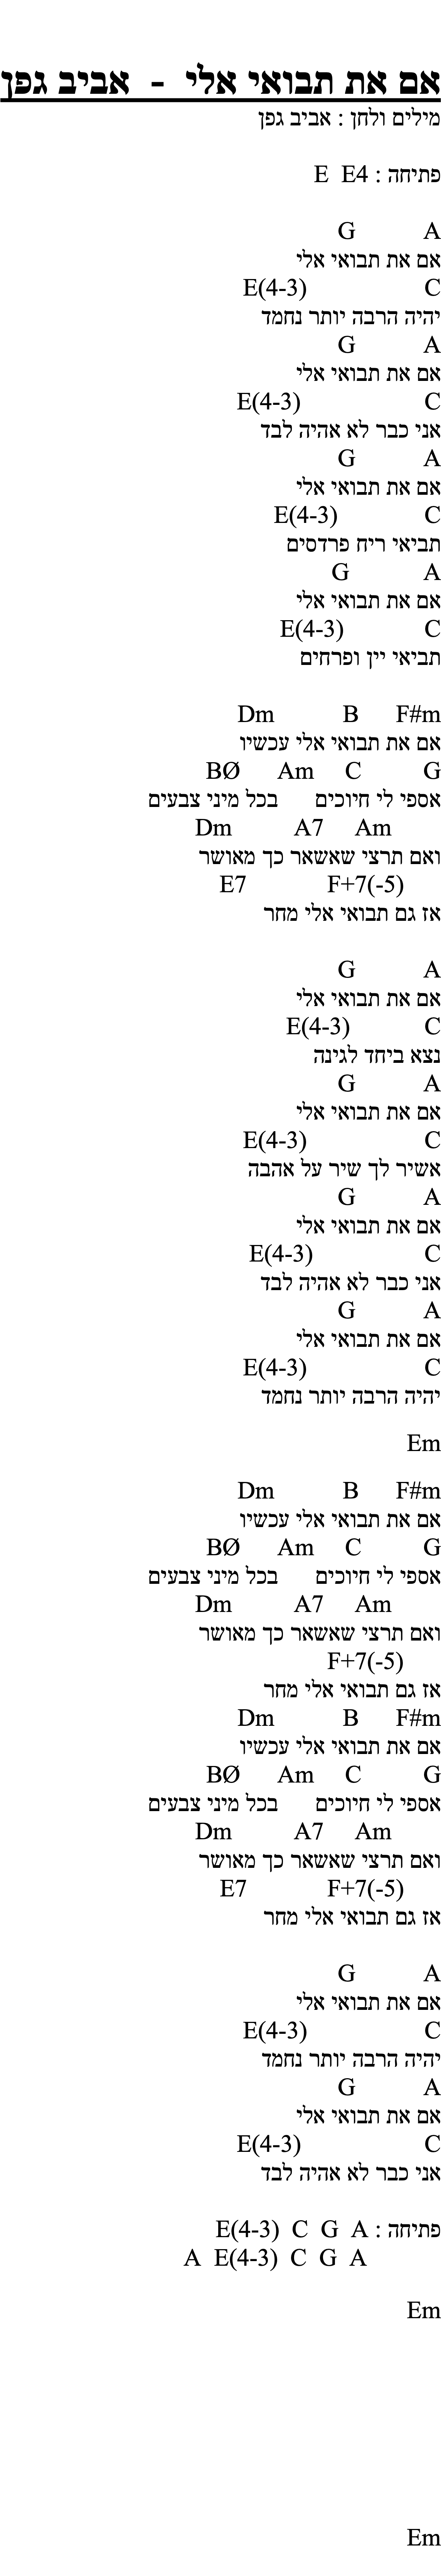 אם את תבואי אלי - אביב גפן
מילים ולחן : אביב גפן
פתיחה : E E4
A G
אם את תבואי אלי
C E(4-3)
יהיה הרבה יותר נחמד
A G
אם את תבואי אלי
C E(4-3)
אני כבר לא אהיה לבד
A G
אם את תבואי אלי
C E(4-3)
תביאי ריח פרדסים
A G
אם את תבואי אלי
C E(4-3)
תביאי יין ופרחים
F#m B Dm
אם את תבואי אלי עכשיו
G C Am BØ
אספי לי חיוכים בכל מיני צבעים
Am A7 Dm
ואם תרצי שאשאר כך מאושר
F+7(-5) E7
אז גם תבואי אלי מחר
A G
אם את תבואי אלי
C E(4-3)
נצא ביחד לגינה
A G
אם את תבואי אלי
C E(4-3)
אשיר לך שיר על אהבה
A G
אם את תבואי אלי
C E(4-3)
אני כבר לא אהיה לבד
A G
אם את תבואי אלי
C E(4-3)
יהיה הרבה יותר נחמד
Em
F#m B Dm
אם את תבואי אלי עכשיו
G C Am BØ
אספי לי חיוכים בכל מיני צבעים
Am A7 Dm
ואם תרצי שאשאר כך מאושר
F+7(-5)
אז גם תבואי אלי מחר
F#m B Dm
אם את תבואי אלי עכשיו
G C Am BØ
אספי לי חיוכים בכל מיני צבעים
Am A7 Dm
ואם תרצי שאשאר כך מאושר
F+7(-5) E7
אז גם תבואי אלי מחר
A G
אם את תבואי אלי
C E(4-3)
יהיה הרבה יותר נחמד
A G
אם את תבואי אלי
C E(4-3)
אני כבר לא אהיה לבד
פתיחה : A G C E(4-3)
A G C E(4-3) A
Em
Em